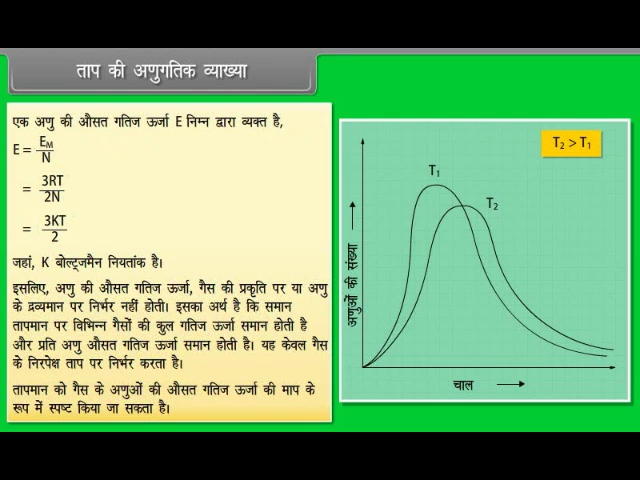 ताप की अणुगतिक व्याख्या
एक अणु की औसत गतिज ऊर्जा E निम्न द्वारा व्यक्त है,
E = E_M/N
= 3RT/2N
= 3KT/2
जहां, K बोल्ट्जमैन नियतांक है।
इसलिए, अणु की औसत गतिज ऊर्जा, गैस की प्रकृति पर या अणु
के द्रव्यमान पर निर्भर नहीं होती। इसका अर्थ है कि समान
तापमान पर विभिन्न गैसों की कुल गतिज ऊर्जा समान होती है
और प्रति अणु औसत गतिज ऊर्जा समान होती है। यह केवल गैस
के निरपेक्ष ताप पर निर्भर करता है।
तापमान को गैस के अणुओं की औसत गतिज ऊर्जा की माप के
रूप में स्पष्ट किया जा सकता है।
T₂ > T₁
T₁
T₂
अणुओं की संख्या
चाल